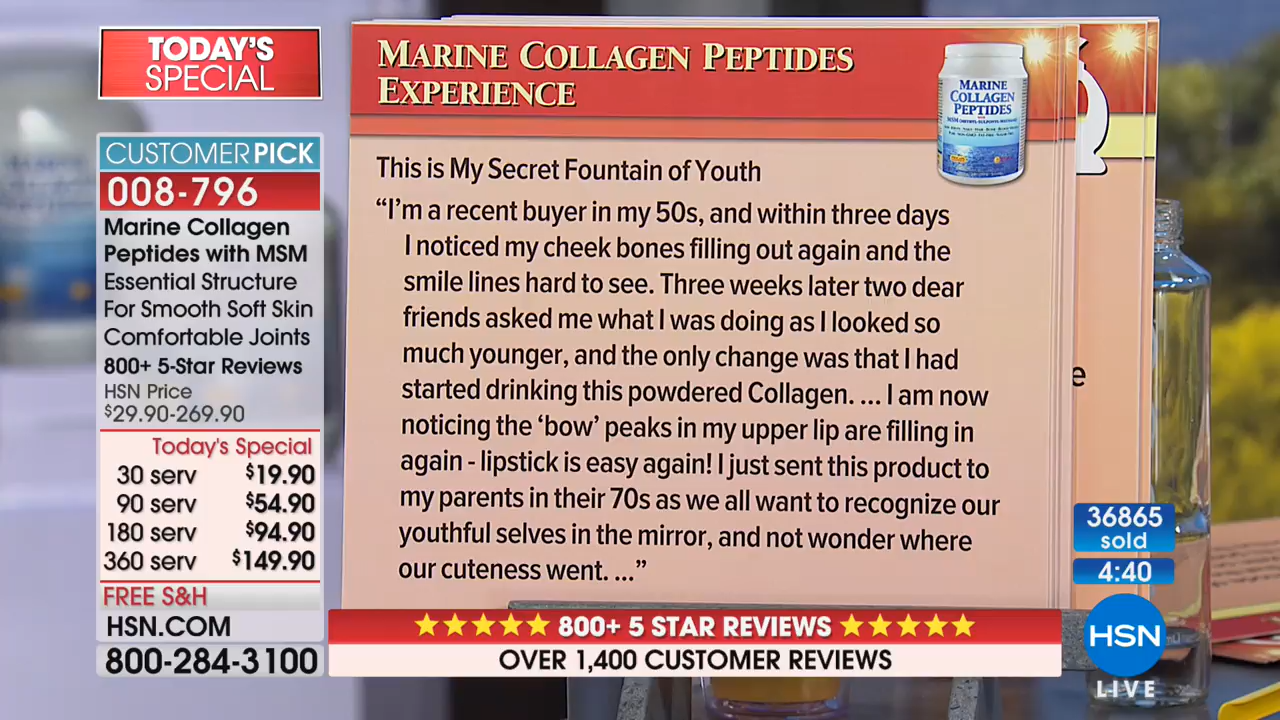 TODAY'S
SPECIAL
CUSTOMER PICK
008-796
Marine Collagen
Peptides with MSM
Essential Structure
For Smooth Soft Skin
Comfortable Joints
800+ 5-Star Reviews
HSN Price
$29.90-269.90
Today's Special
30 serv $19.90
90 serv $54.90
180 serv $94.90
360 serv $149.90
FREE S&H
HSN.COM
800-284-3100
MARINE COLLAGEN PEPTIDES
EXPERIENCE
MARINE
COLLAGEN
PEPTIDES
This is My Secret Fountain of Youth
“I'm a recent buyer in my 50s, and within three days
I noticed my cheek bones filling out again and the
smile lines hard to see. Three weeks later two dear
friends asked me what I was doing as I looked so
much younger, and the only change was that I had
started drinking this powdered Collagen. ... I am now
noticing the ‘bow’ peaks in my upper lip are filling in
again - lipstick is easy again! I just sent this product to
my parents in their 70s as we all want to recognize our
youthful selves in the mirror, and not wonder where
our cuteness went. ...”
e
36865
sold
4:40
HSN
LIVE
★★★★★ 800+ 5 STAR REVIEWS ★★★★★
OVER 1,400 CUSTOMER REVIEWS